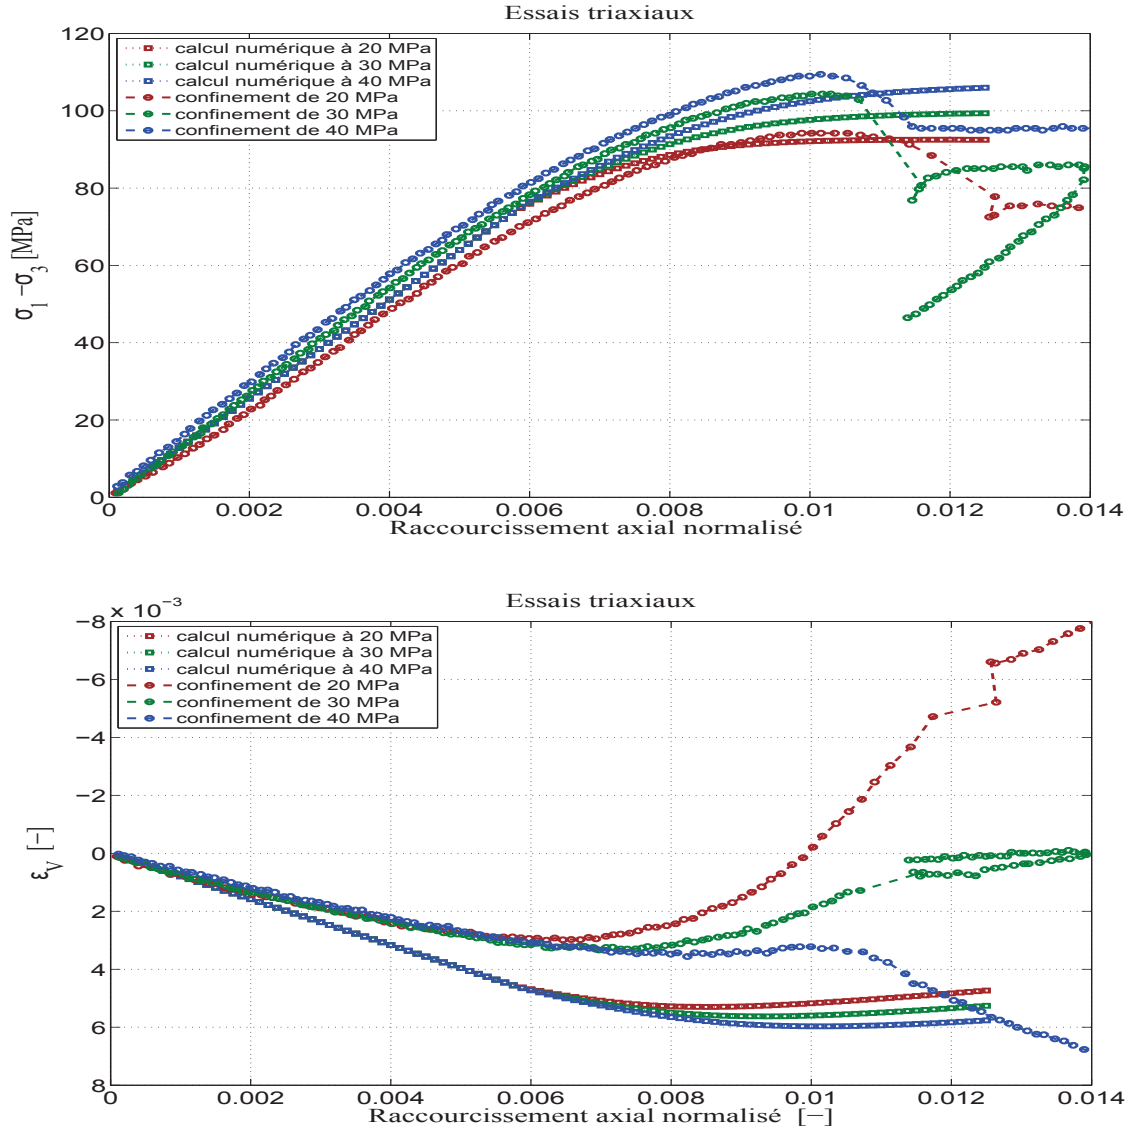 Essais triaxiaux
120
100
80
60
40
20
0
σ1 −σ3 [MPa]
calcul numérique à 20 MPa
calcul numérique à 30 MPa
calcul numérique à 40 MPa
confinement de 20 MPa
confinement de 30 MPa
confinement de 40 MPa
0 0.002 0.004 0.006 0.008 0.01 0.012 0.014
Raccourcissement axial normalisé
Essais triaxiaux
x 10−3
−8
−6
−4
−2
0
2
4
6
8
εV [−]
calcul numérique à 20 MPa
calcul numérique à 30 MPa
calcul numérique à 40 MPa
confinement de 20 MPa
confinement de 30 MPa
confinement de 40 MPa
0 0.002 0.004 0.006 0.008 0.01 0.012 0.014
Raccourcissement axial normalisé [−]